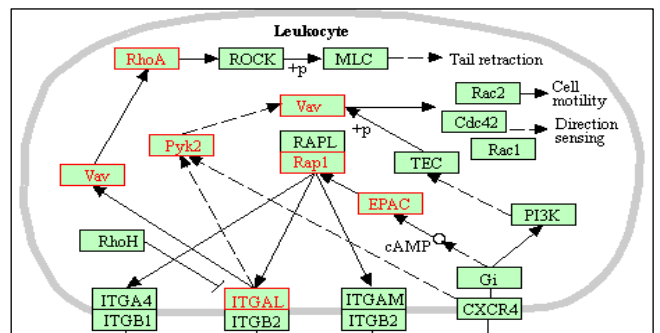 Leukocyte
RhoA ROCK +p MLC Tail retraction
Rac2 Cell motility
Vav +p Cdc42 Direction sensing
Rac1
Pyk2 RAPL TEC
Vav Rap1
EPAC PI3K
RhoH cAMP
Gi
ITGA4 ITGAL ITGAM CXCR4
ITGB1 ITGB2 ITGB2